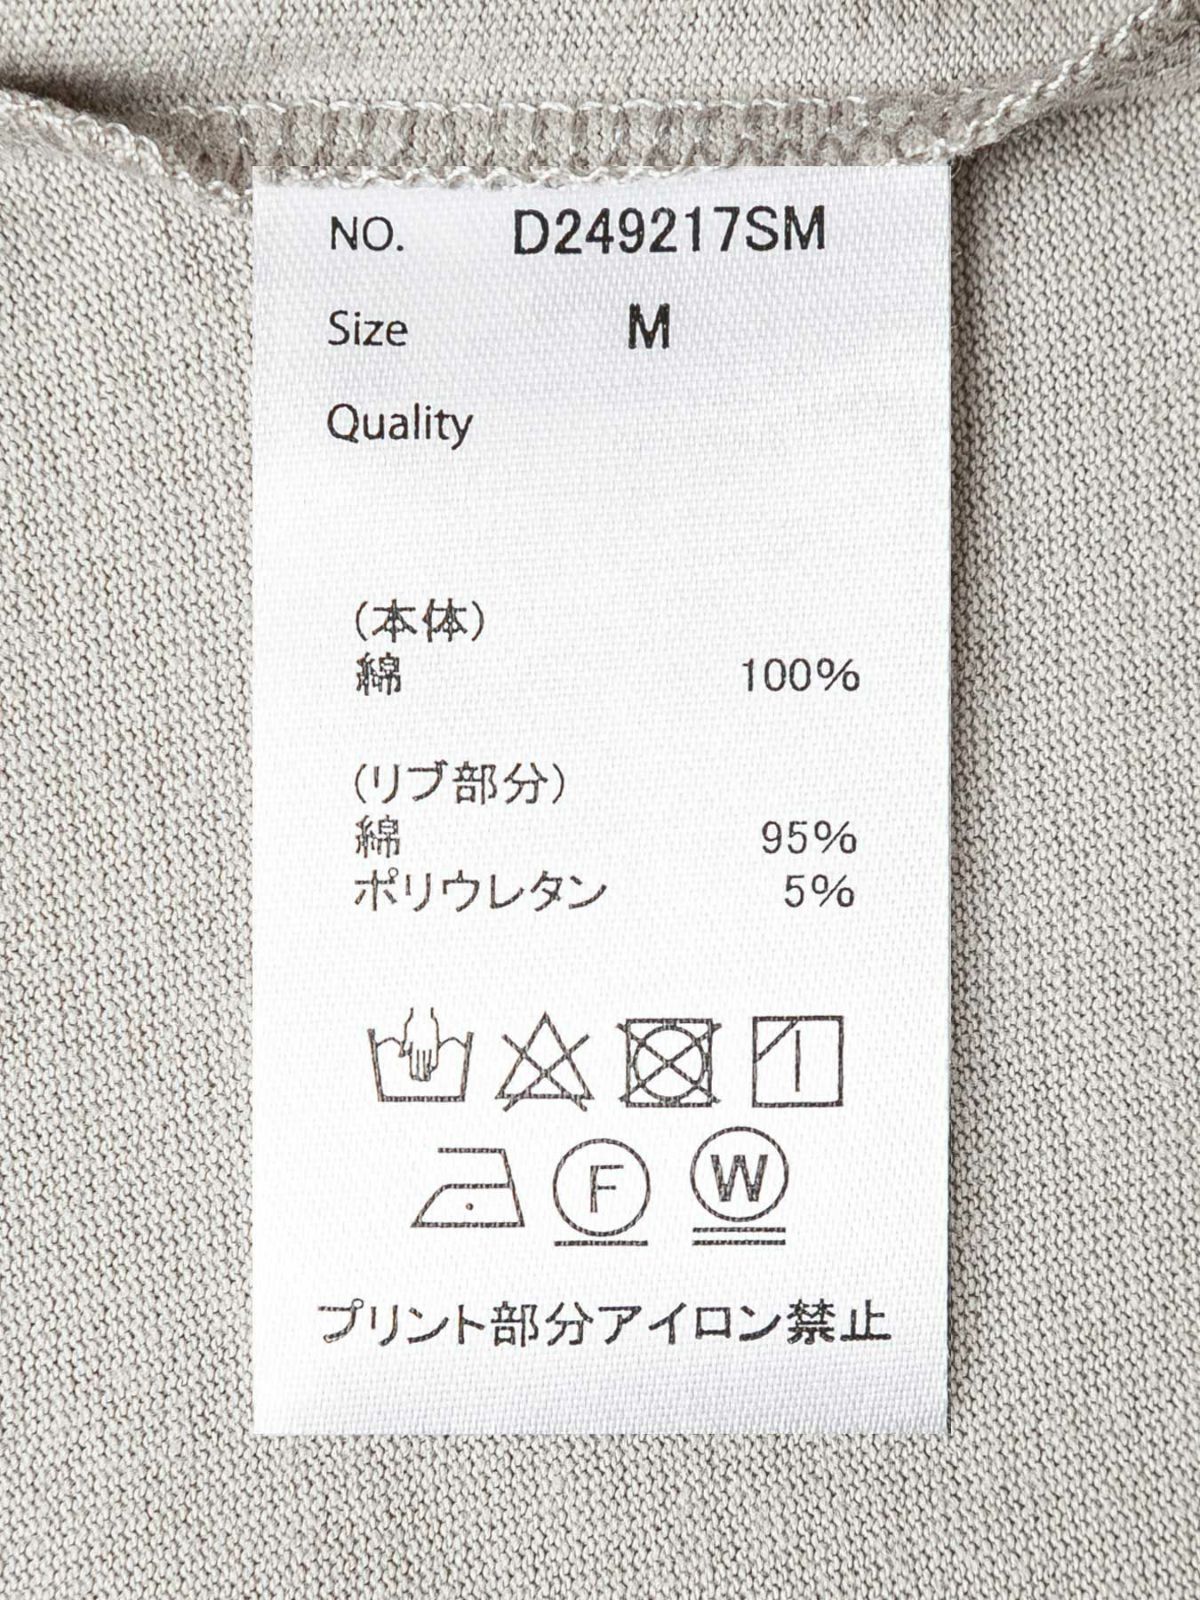 NO. D249217SM
Size M
Quality
(本体)
綿 100%
(リブ部分)
綿 95%
ポリウレタン 5%
F W
プリント部分アイロン禁止